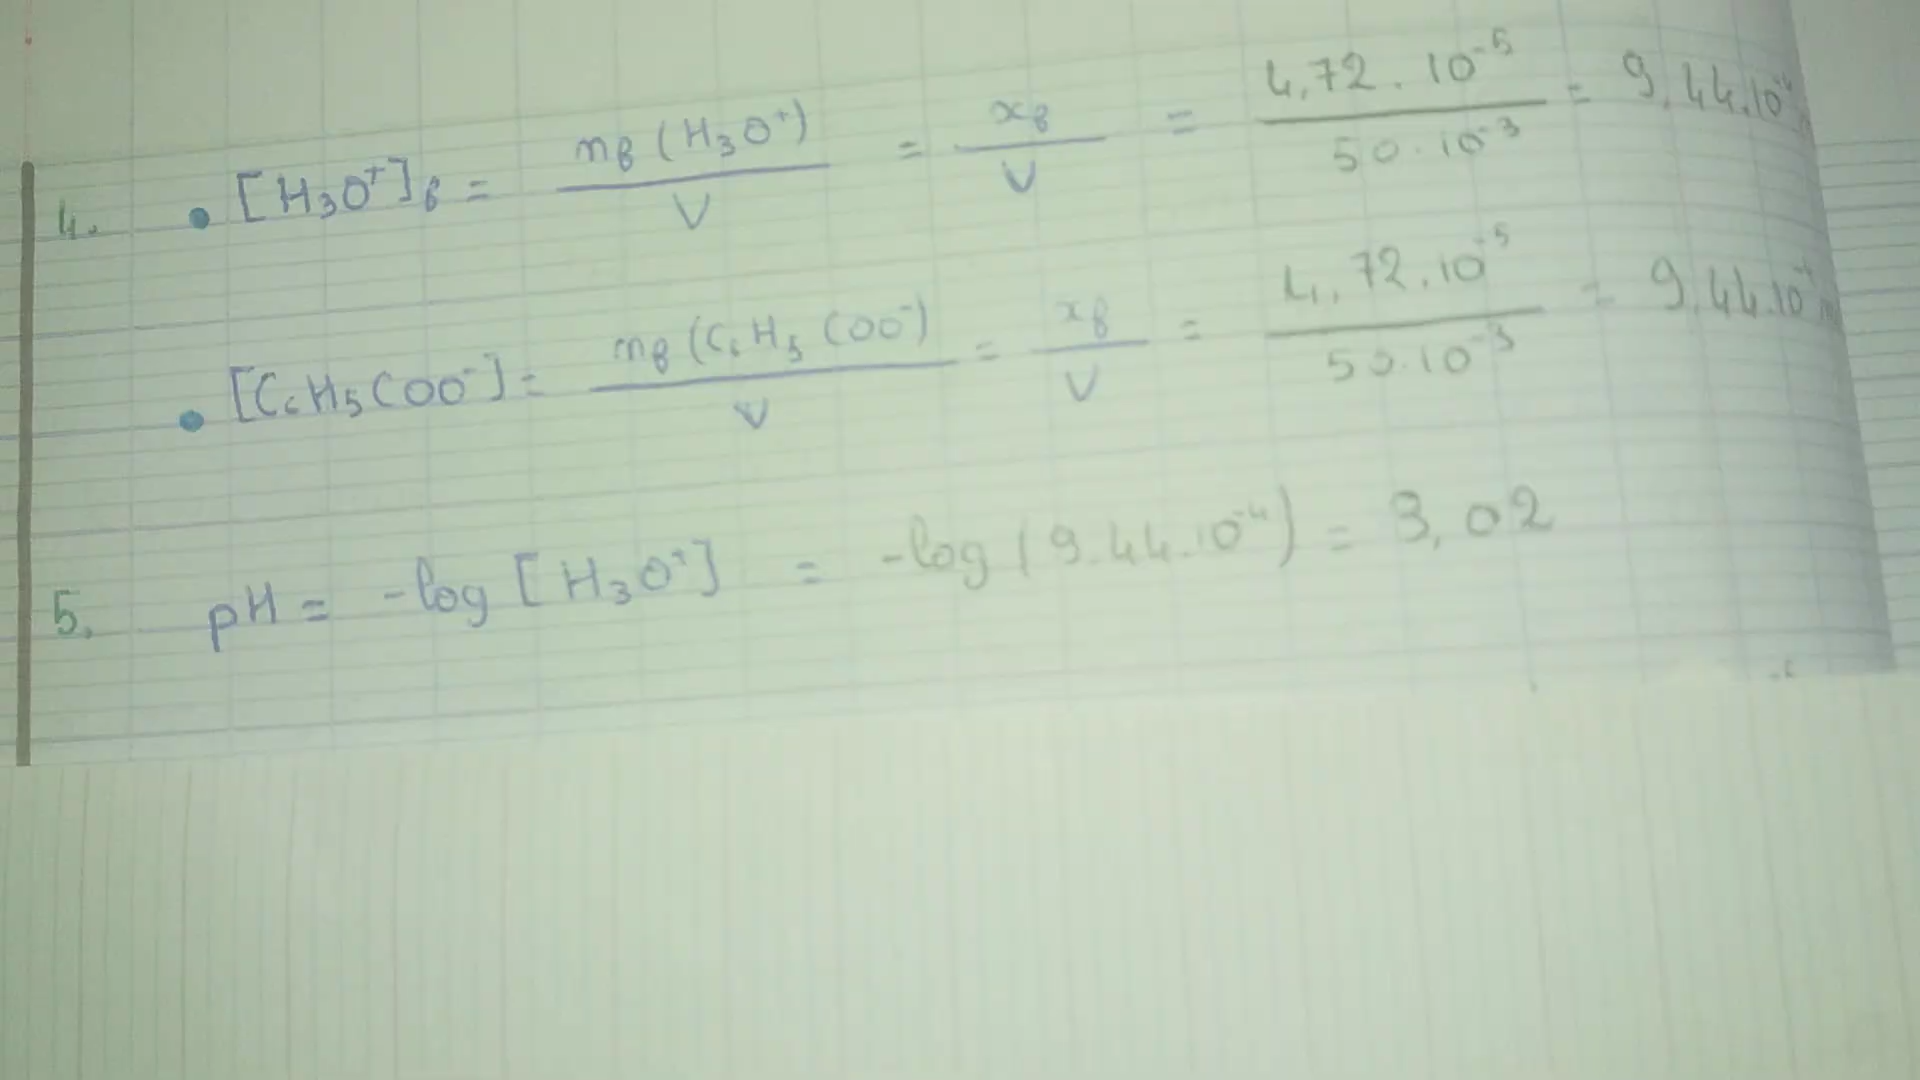 4. • [H₃O⁺]f = nf (H₃O⁺) / V = xf / V = 4,72 . 10⁻⁵ / 50 . 10⁻³ = 9,44.10⁻⁴
• [C₆H₅COO⁻] = nf (C₆H₅COO⁻) / V = xf / V = 4,72.10⁻⁵ / 50.10⁻³ = 9,44.10⁻⁴
5. pH = -log [H₃O⁺] = -log (9.44.10⁻⁴) = 3,02